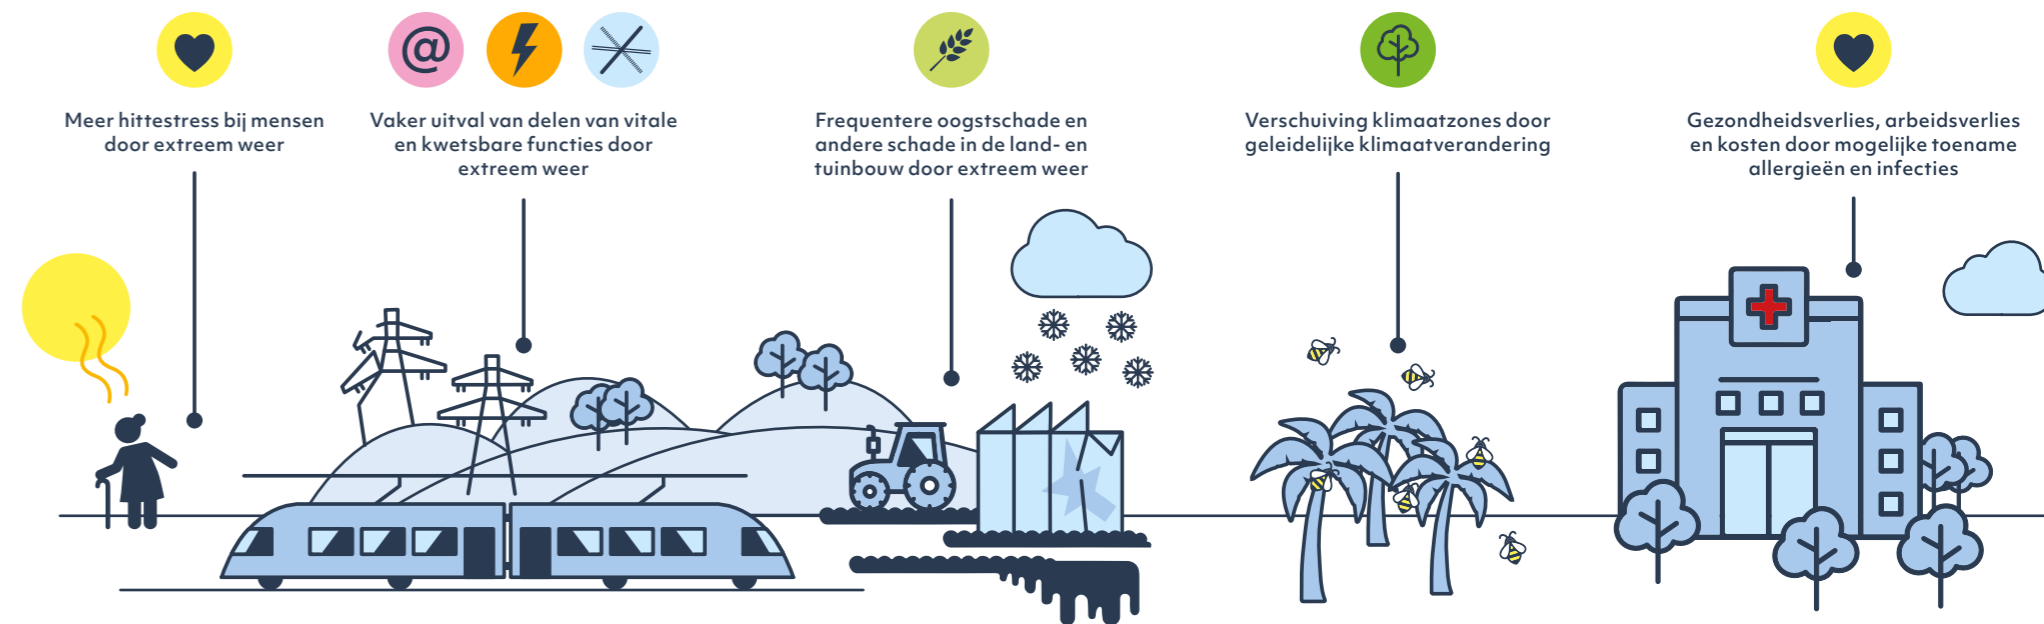 Meer hittestress bij mensen
door extreem weer
Vaker uitval van delen van vitale
en kwetsbare functies door
extreem weer
Frequentere oogstschade en
andere schade in de land- en
tuinbouw door extreem weer
Verschuiving klimaatzones door
geleidelijke klimaatverandering
Gezondheidsverlies, arbeidsverlies
en kosten door mogelijke toename
allergieën en infecties